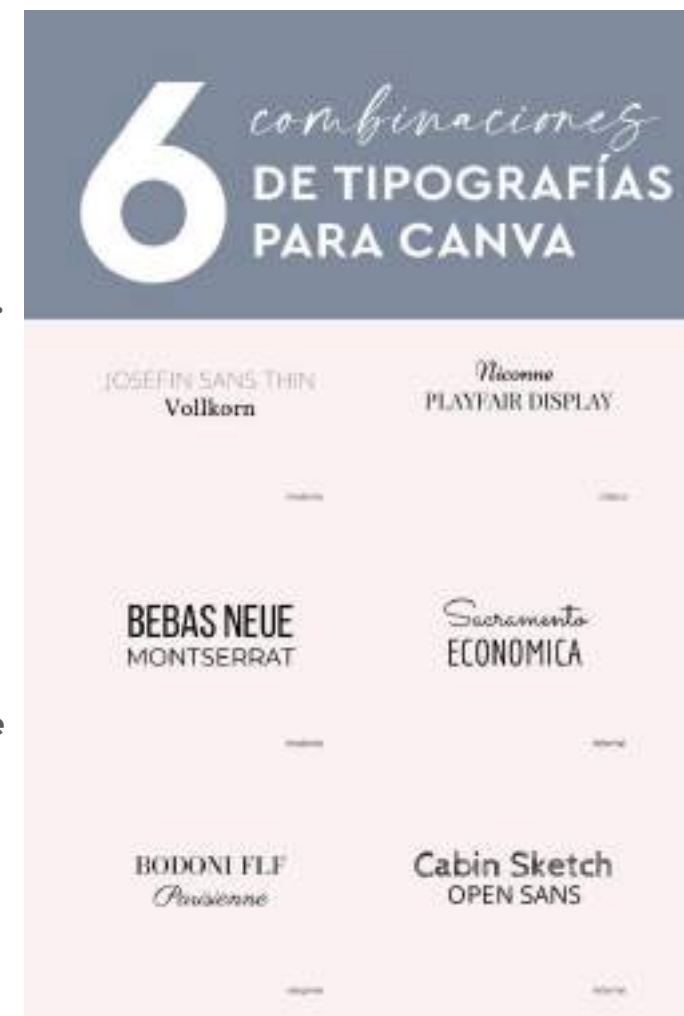 6
combinaciones
DE TIPOGRAFÍAS
PARA CANVA
JOSEFIN SANS THIN
Vollkorn
Niconne
PLAYFAIR DISPLAY
BEBAS NEUE
MONTSERRAT
Sacramento
ECONOMICA
e
BODONI FLF
Parisienne
Cabin Sketch
OPEN SANS